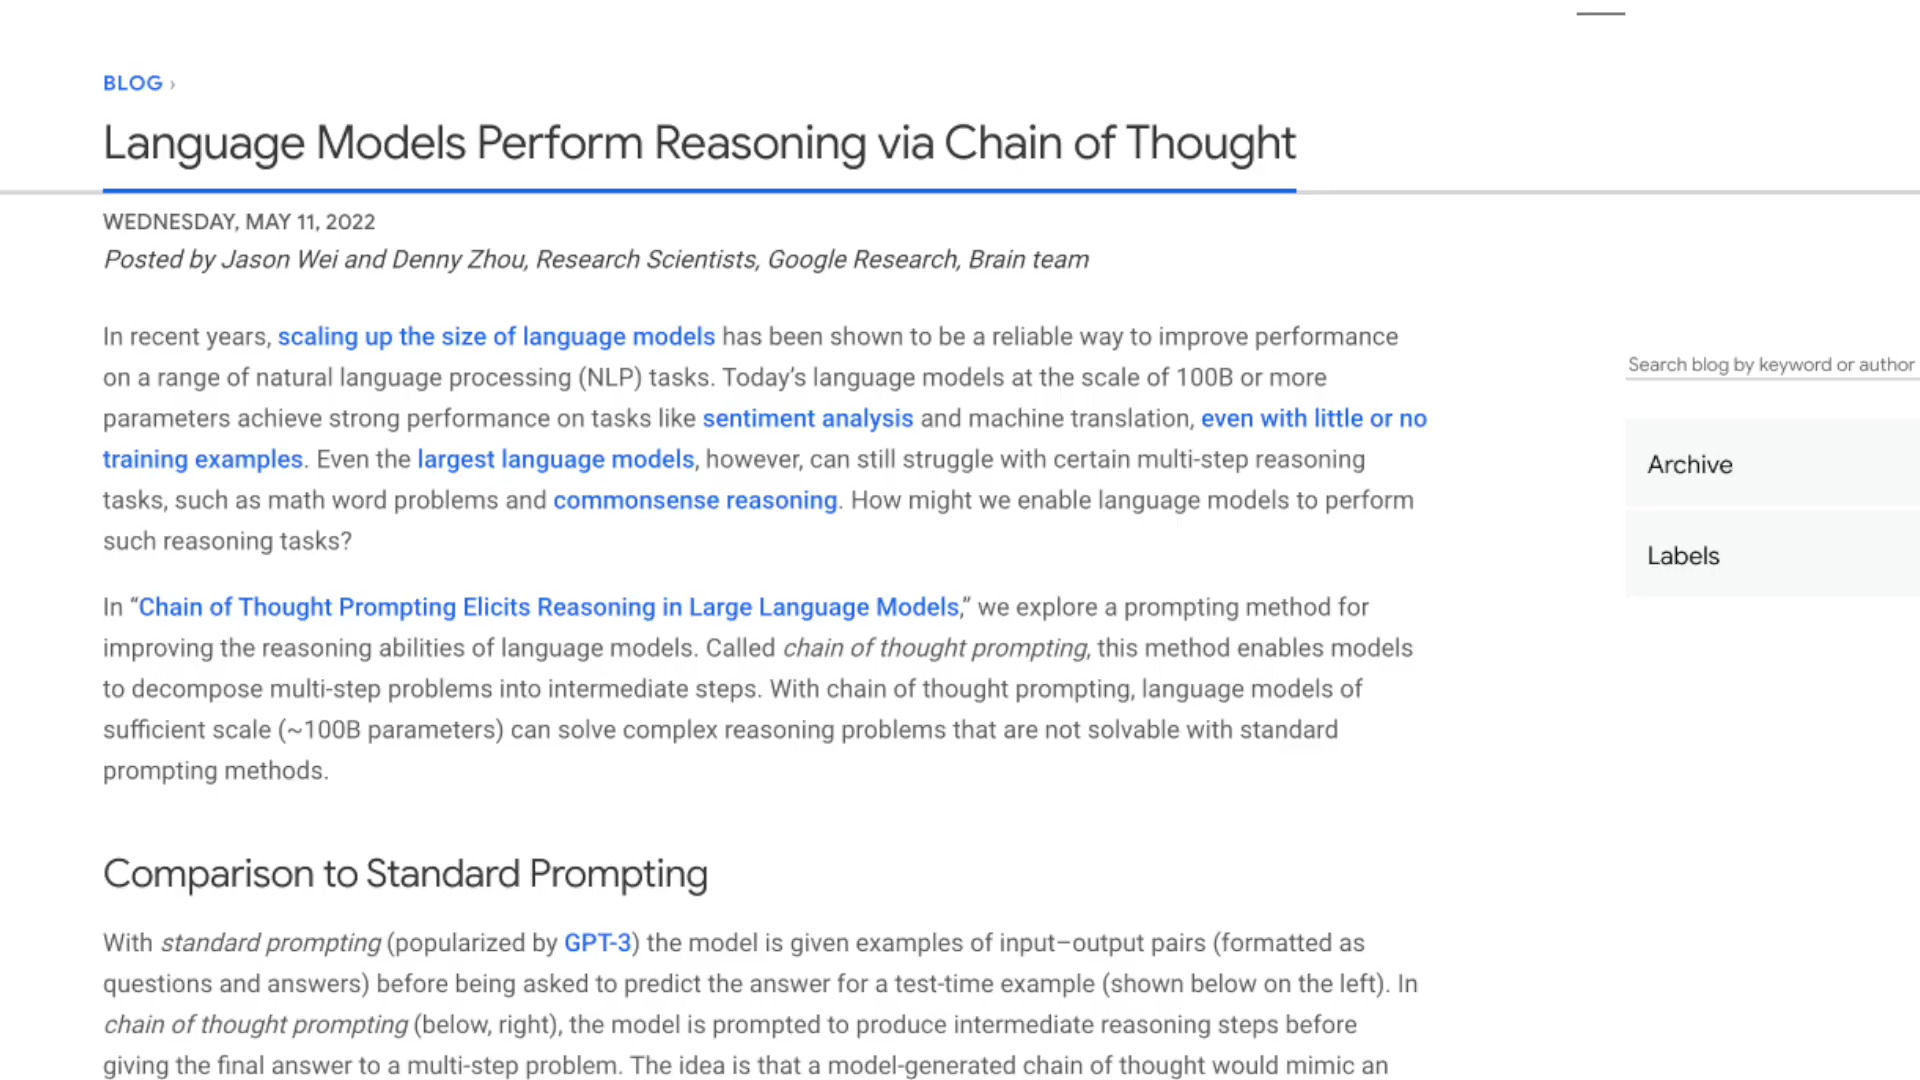 BLOG ›
Language Models Perform Reasoning via Chain of Thought
WEDNESDAY, MAY 11, 2022
Posted by Jason Wei and Denny Zhou, Research Scientists, Google Research, Brain team
In recent years, scaling up the size of language models has been shown to be a reliable way to improve performance
on a range of natural language processing (NLP) tasks. Today’s language models at the scale of 100B or more
parameters achieve strong performance on tasks like sentiment analysis and machine translation, even with little or no
training examples. Even the largest language models, however, can still struggle with certain multi-step reasoning
tasks, such as math word problems and commonsense reasoning. How might we enable language models to perform
such reasoning tasks?
In “Chain of Thought Prompting Elicits Reasoning in Large Language Models,” we explore a prompting method for
improving the reasoning abilities of language models. Called chain of thought prompting, this method enables models
to decompose multi-step problems into intermediate steps. With chain of thought prompting, language models of
sufficient scale (~100B parameters) can solve complex reasoning problems that are not solvable with standard
prompting methods.
Comparison to Standard Prompting
With standard prompting (popularized by GPT-3) the model is given examples of input–output pairs (formatted as
questions and answers) before being asked to predict the answer for a test-time example (shown below on the left). In
chain of thought prompting (below, right), the model is prompted to produce intermediate reasoning steps before
giving the final answer to a multi-step problem. The idea is that a model-generated chain of thought would mimic an
Search blog by keyword or author
Archive
Labels